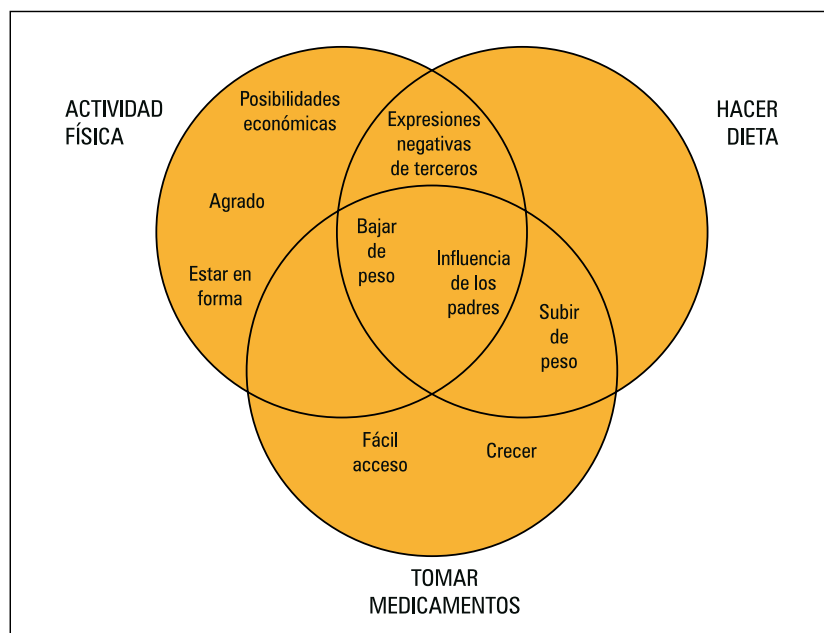 ACTIVIDAD
FÍSICA
Posibilidades
económicas
Expresiones
negativas
de terceros
HACER
DIETA
Agrado
Estar en
forma
Bajar
de
peso
Influencia
de los
padres
Subir
de
peso
Fácil
acceso
Crecer
TOMAR
MEDICAMENTOS